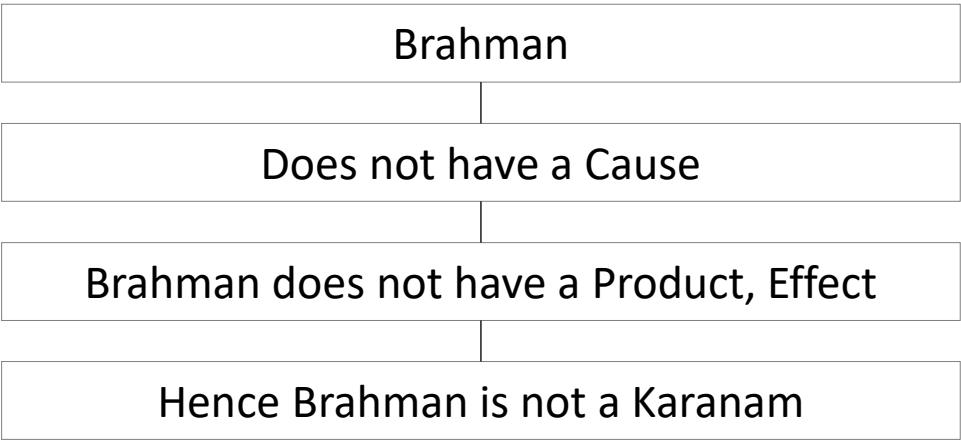 Brahman
Does not have a Cause
Brahman does not have a Product, Effect
Hence Brahman is not a Karanam